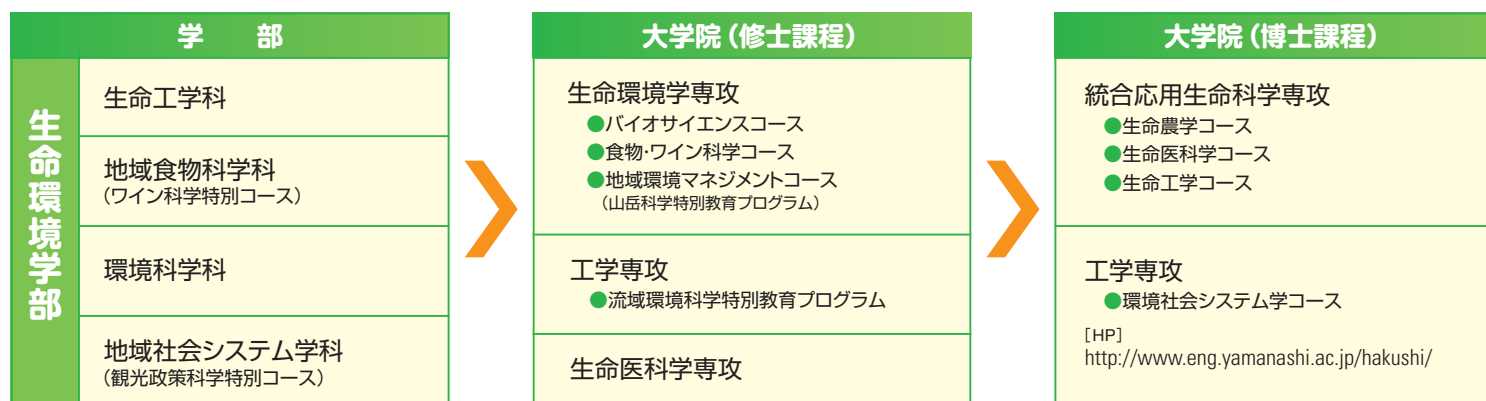 学 部
生命環境学部
生命工学科
地域食物科学科
（ワイン科学特別コース）
環境科学科
地域社会システム学科
（観光政策科学特別コース）
大学院（修士課程）
生命環境学専攻
●バイオサイエンスコース
●食物・ワイン科学コース
●地域環境マネジメントコース
（山岳科学特別教育プログラム）
工学専攻
●流域環境科学特別教育プログラム
生命医科学専攻
大学院（博士課程）
統合応用生命科学専攻
●生命農学コース
●生命医科学コース
●生命工学コース
工学専攻
●環境社会システム学コース
［HP］
http://www.eng.yamanashi.ac.jp/hakushi/